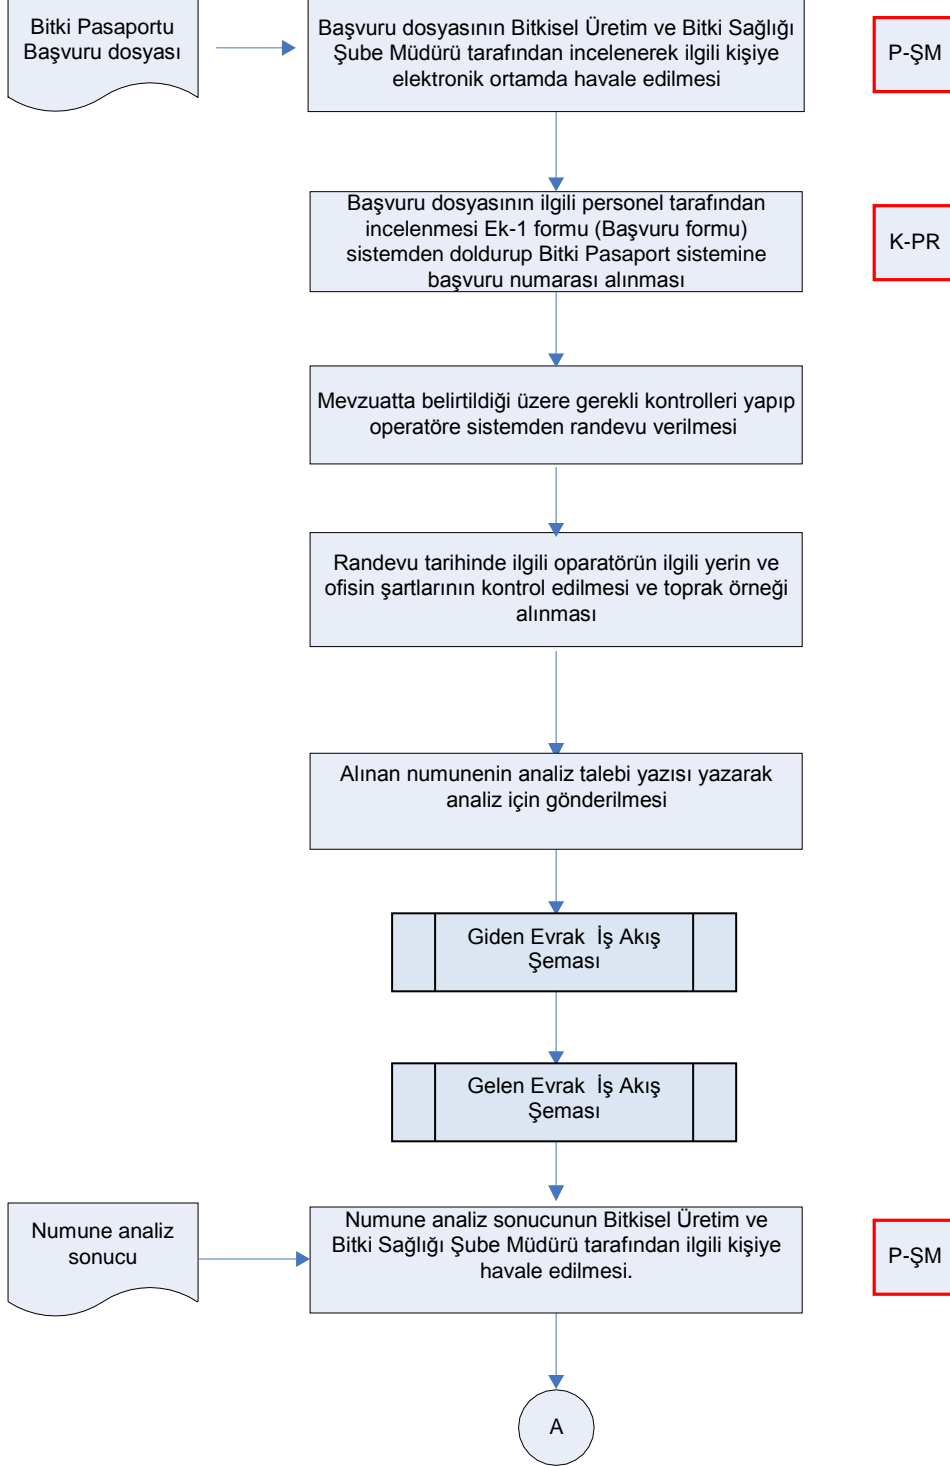 Bitki Pasaportu
Başvuru dosyası
Başvuru dosyasının Bitkisel Üretim ve Bitki Sağlığı
Şube Müdürü tarafından incelenerek ilgili kişiye
elektronik ortamda havale edilmesi
P-ŞM
Başvuru dosyasının ilgili personel tarafından
incelenmesi Ek-1 formu (Başvuru formu)
sistemden doldurup Bitki Pasaport sistemine
başvuru numarası alınması
K-PR
Mevzuatta belirtildiği üzere gerekli kontrolleri yapıp
operatöre sistemden randevu verilmesi
Randevu tarihinde ilgili oparatörün ilgili yerin ve
ofisin şartlarının kontrol edilmesi ve toprak örneği
alınması
Alınan numunenin analiz talebi yazısı yazarak
analiz için gönderilmesi
Giden Evrak İş Akış
Şeması
Gelen Evrak İş Akış
Şeması
Numune analiz
sonucu
Numune analiz sonucunun Bitkisel Üretim ve
Bitki Sağlığı Şube Müdürü tarafından ilgili kişiye
havale edilmesi.
P-ŞM
A